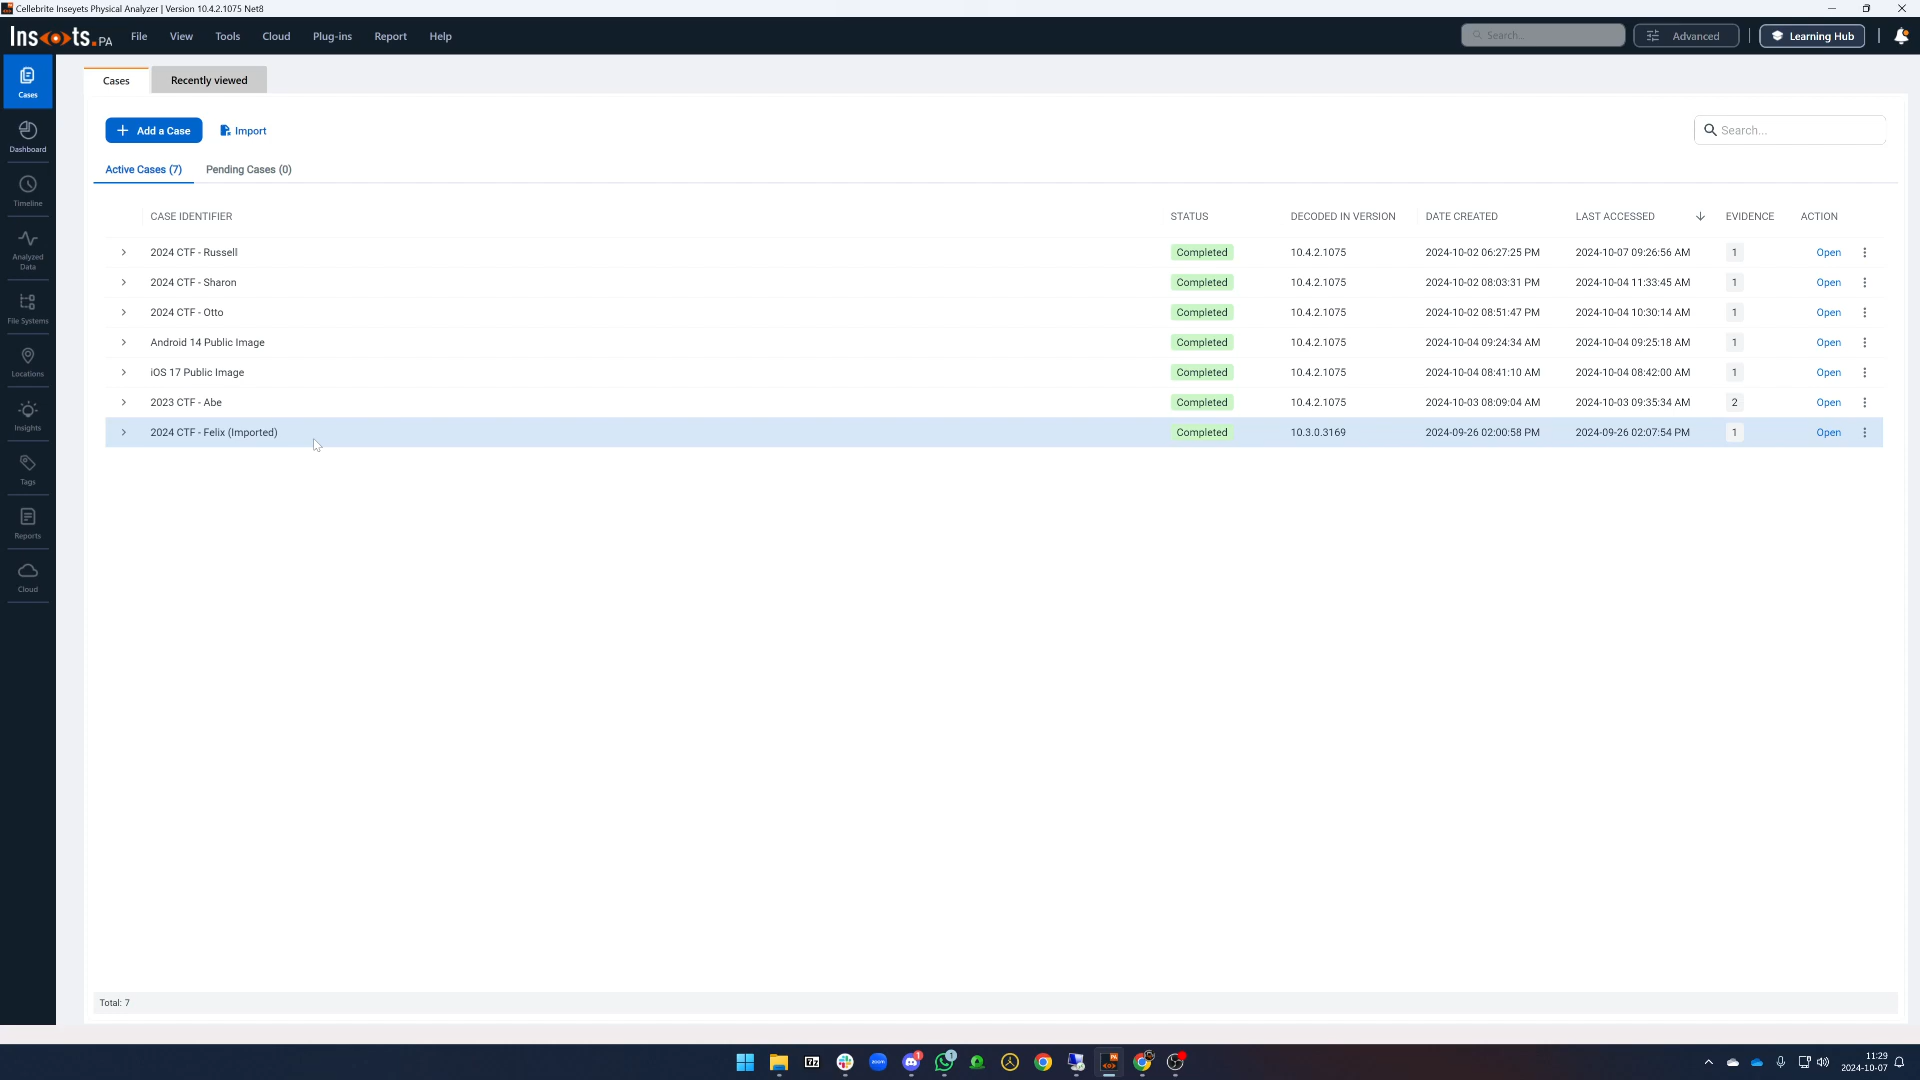 Cellebrite Inseyets Physical Analyzer | Version 10.4.2.1075 Net8
Ins ts.PA File View Tools Cloud Plug-ins Report Help Search... Advanced Learning Hub
Cases Recently viewed
Cases
Dashboard
Timeline
Analyzed
Data
File Systems
Locations
Insights
Tags
Reports
Cloud
Add a Case Import Search...
Active Cases (7) Pending Cases (0)
CASE IDENTIFIER STATUS DECODED IN VERSION DATE CREATED LAST ACCESSED EVIDENCE ACTION
2024 CTF - Russell Completed 10.4.2.1075 2024-10-02 06:27:25 PM 2024-10-07 09:26:56 AM 1 Open
2024 CTF - Sharon Completed 10.4.2.1075 2024-10-02 08:03:31 PM 2024-10-04 11:33:45 AM 1 Open
2024 CTF - Otto Completed 10.4.2.1075 2024-10-02 08:51:47 PM 2024-10-04 10:30:14 AM 1 Open
Android 14 Public Image Completed 10.4.2.1075 2024-10-04 09:24:34 AM 2024-10-04 09:25:18 AM 1 Open
iOS 17 Public Image Completed 10.4.2.1075 2024-10-04 08:41:10 AM 2024-10-04 08:42:00 AM 1 Open
2023 CTF - Abe Completed 10.4.2.1075 2024-10-03 08:09:04 AM 2024-10-03 09:35:34 AM 2 Open
2024 CTF - Felix (Imported) Completed 10.3.0.3169 2024-09-26 02:00:58 PM 2024-09-26 02:07:54 PM 1 Open
Total: 7
zoom 1 1 PA
11:29
2024-10-07